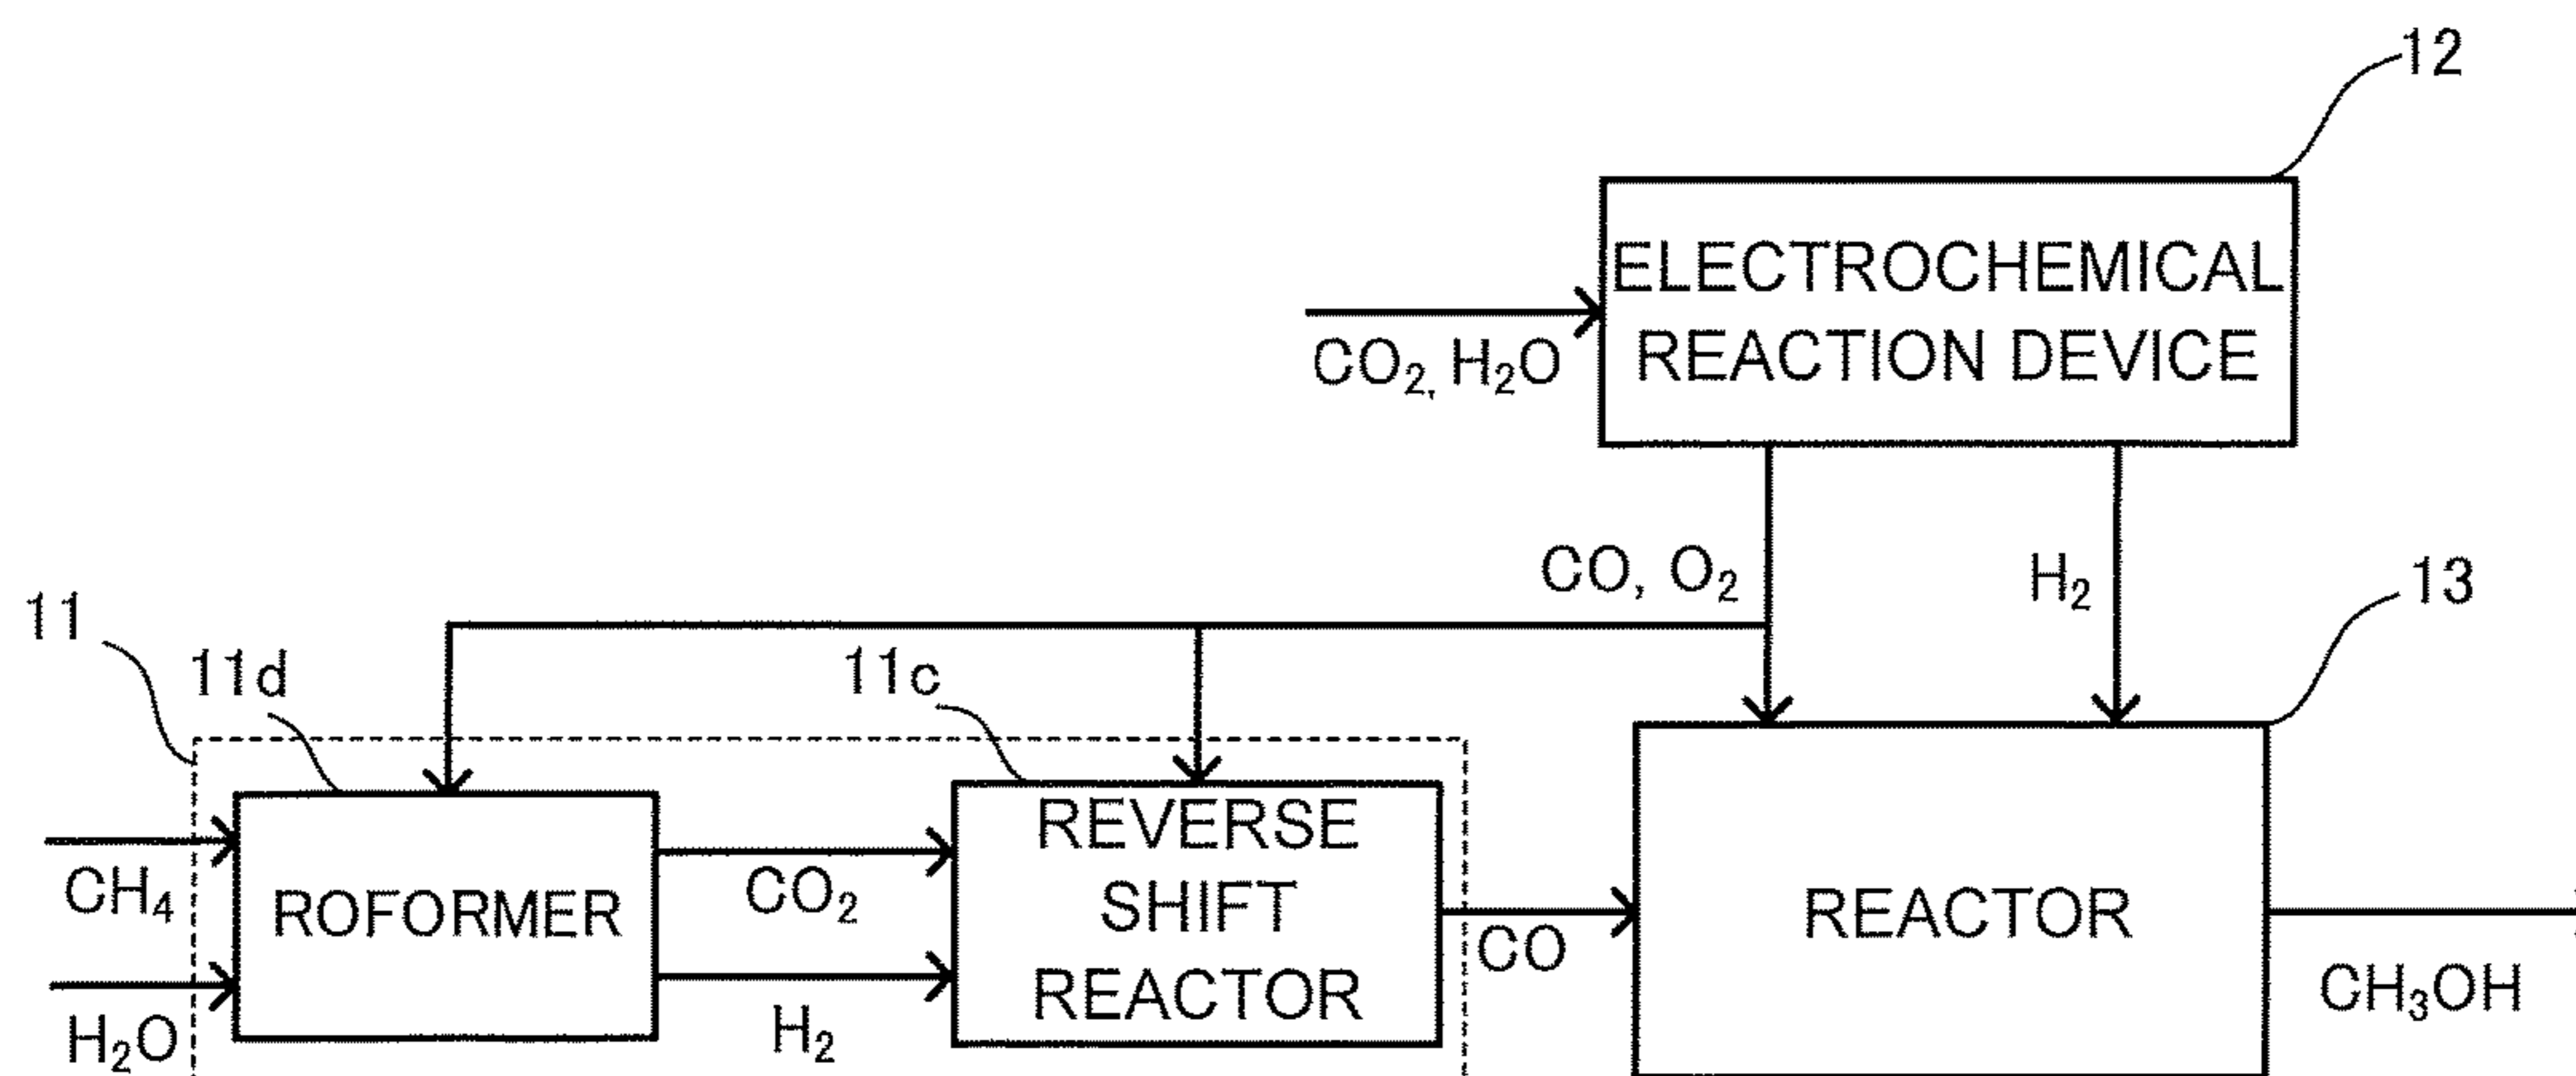 12
ELECTROCHEMICAL
REACTION DEVICE
CO₂, H₂O
CO, O₂
H₂
13
11
11d
11c
CH₄
H₂O
ROFORMER
CO₂
H₂
REVERSE
SHIFT
REACTOR
CO
REACTOR
CH₃OH